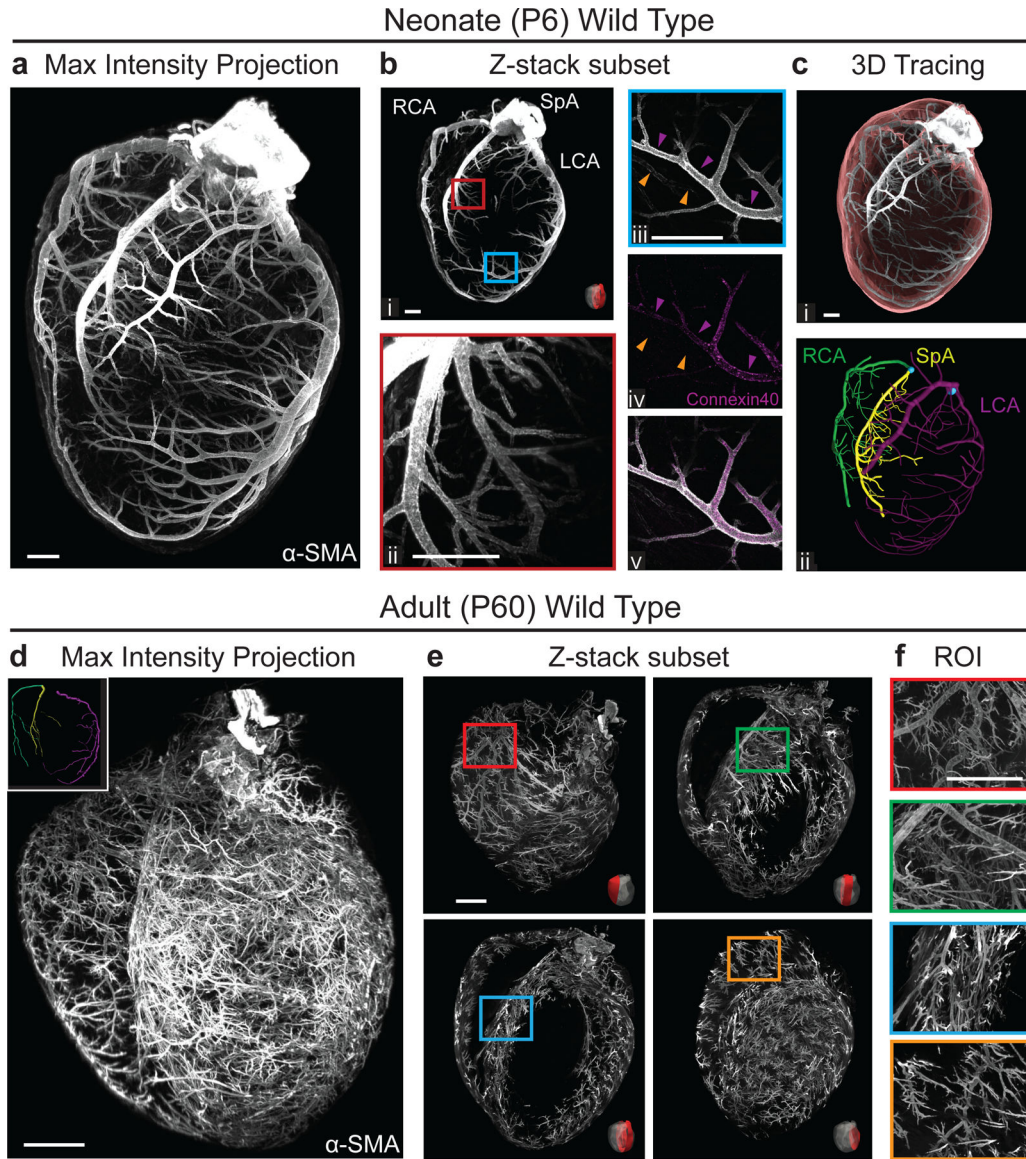 Neonate (P6) Wild Type
a Max Intensity Projection
α-SMA
b Z-stack subset
RCA SpA
LCA
i
ii
iii
iv
Connexin40
v
c 3D Tracing
i
RCA SpA
LCA
ii
Adult (P60) Wild Type
d Max Intensity Projection
α-SMA
e Z-stack subset
f ROI